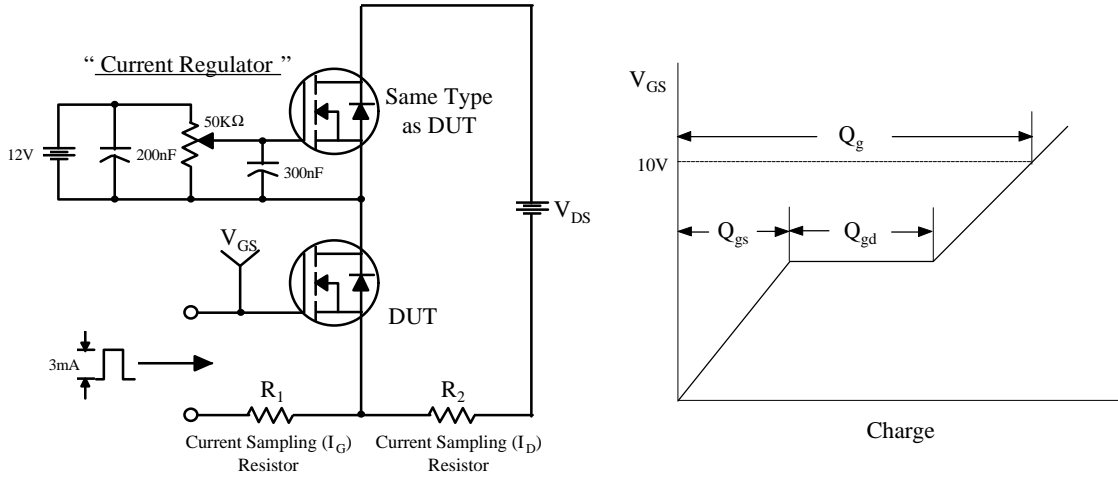 “ Current Regulator ”
12V
200nF
50KΩ
300nF
Same Type
as DUT
V_GS
DUT
V_DS
3mA
R_1
R_2
Current Sampling (I_G)
Resistor
Current Sampling (I_D)
Resistor
V_GS
10V
Q_g
Q_gs
Q_gd
Charge